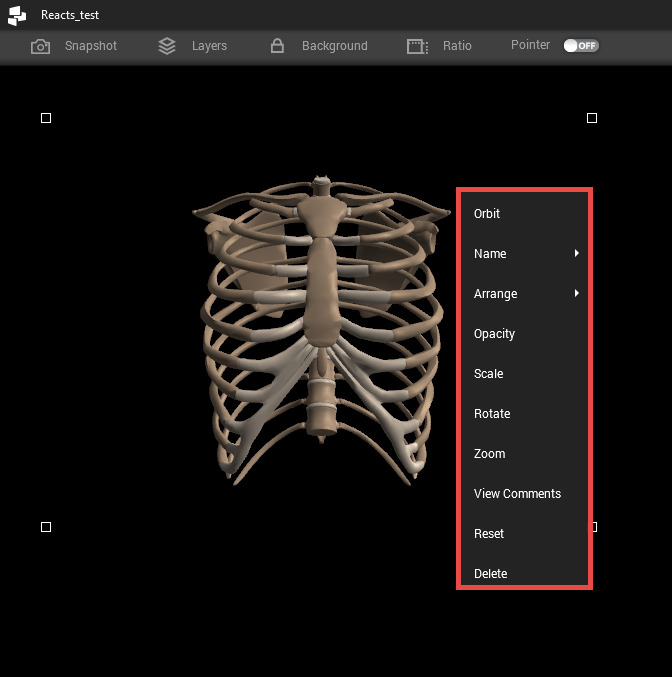 Reacts_test
Snapshot Layers Background Ratio Pointer OFF
Orbit
Name
Arrange
Opacity
Scale
Rotate
Zoom
View Comments
Reset
Delete